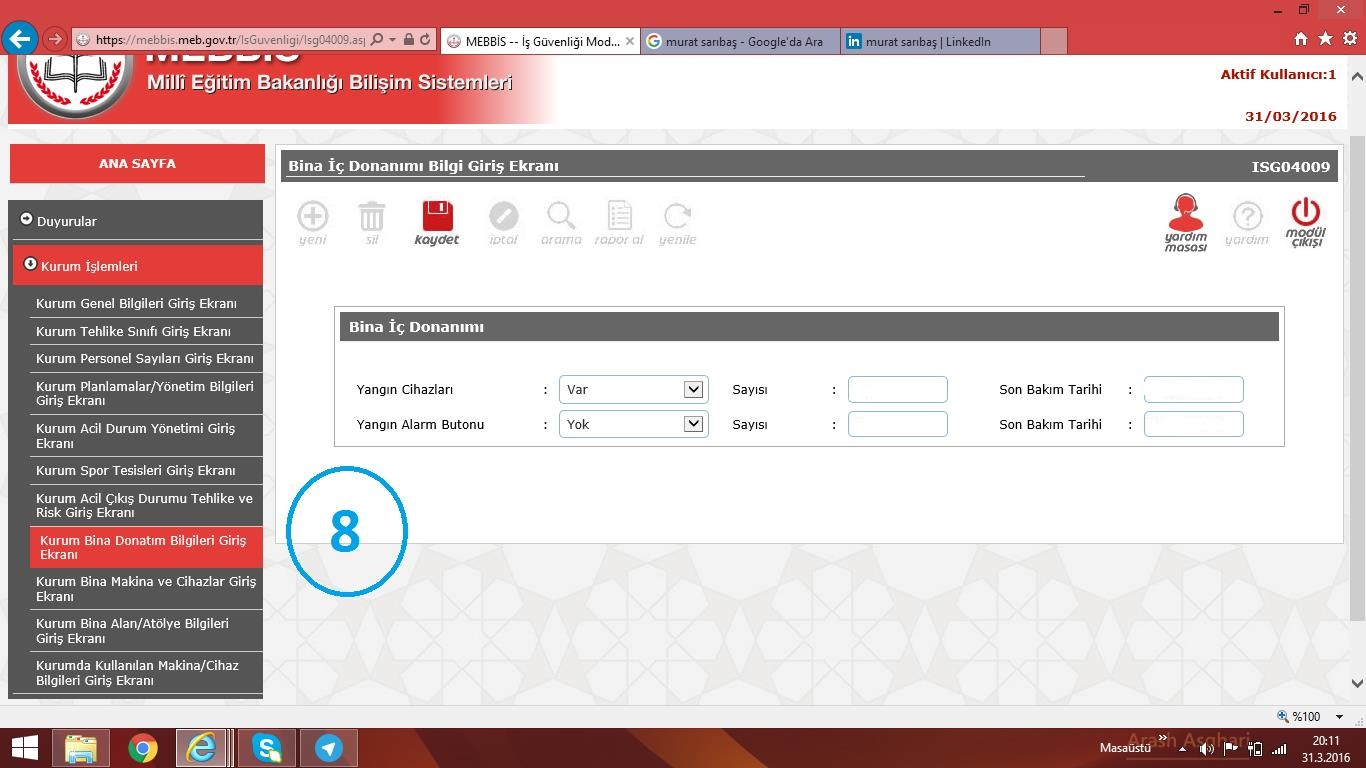 https://mebbis.meb.gov.tr/IsGuvenligi/Isg04009.as
MEBBİS -- İş Güvenliği Mod...
murat sarıbaş - Google'da Ara
murat sarıbaş | LinkedIn
MEBBİS
Millî Eğitim Bakanlığı Bilişim Sistemleri
Aktif Kullanıcı:1
31/03/2016
ANA SAYFA
Duyurular
Kurum İşlemleri
Kurum Genel Bilgileri Giriş Ekranı
Kurum Tehlike Sınıfı Giriş Ekranı
Kurum Personel Sayıları Giriş Ekranı
Kurum Planlamalar/Yönetim Bilgileri
Giriş Ekranı
Kurum Acil Durum Yönetimi Giriş
Ekranı
Kurum Spor Tesisleri Giriş Ekranı
Kurum Acil Çıkış Durumu Tehlike ve
Risk Giriş Ekranı
Kurum Bina Donatım Bilgileri Giriş
Ekranı
Kurum Bina Makina ve Cihazlar Giriş
Ekranı
Kurum Bina Alan/Atölye Bilgileri
Giriş Ekranı
Kurumda Kullanılan Makina/Cihaz
Bilgileri Giriş Ekranı
Bina İç Donanımı Bilgi Giriş Ekranı ISG04009
yeni sil kaydet iptal arama rapor al yenile
yardım masası yardım modül çıkışı
Bina İç Donanımı
Yangın Cihazları : Var Sayısı : Son Bakım Tarihi :
Yangın Alarm Butonu : Yok Sayısı : Son Bakım Tarihi :
8
%100
Masaüstü
Arash Asghari
20:11
31.3.2016